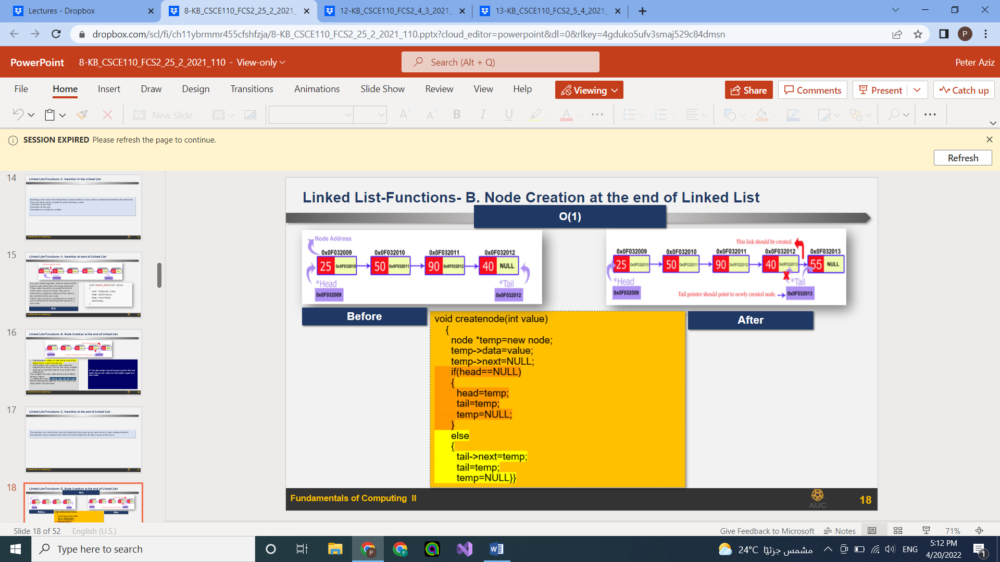 Lectures - Dropbox
8-KB_CSCE110_FCS2_25_2_2021_
12-KB_CSCE110_FCS2_4_3_2021_
13-KB_CSCE110_FCS2_5_4_2021_
dropbox.com/scl/fi/ch11ybrmmr455cfshfzja/8-KB_CSCE110_FCS2_25_2_2021_110.pptx?cloud_editor=powerpoint&dl=0&rlkey=4gduko5ufv3smaj529c84dmsn
P
PowerPoint
8-KB_CSCE110_FCS2_25_2_2021_110 - View-only
Search (Alt + Q)
Peter Aziz
File Home Insert Draw Design Transitions Animations Slide Show Review View Help
Viewing
Share
Comments
Present
Catch up
New Slide
SESSION EXPIRED Please refresh the page to continue.
Refresh
14
Linked List-Functions- C. Insertion in the Linked List
15
Linked List-Functions- A. Insertion at start of Linked List
16
Linked List-Functions- B. Node Creation at the end of Linked List
17
Linked List-Functions- C. Insertion at the end of Linked List
18
Linked List-Functions- B. Node Creation at the end of Linked List
Linked List-Functions- B. Node Creation at the end of Linked List
O(1)
Node Address
0x0F032009 0x0F032010 0x0F032011 0x0F032012
25 0x0F032010 50 0x0F032011 90 0x0F032012 40 NULL
*Head *Tail
0x0F032009 0x0F032012
Before
This link should be created.
0x0F032009 0x0F032010 0x0F032011 0x0F032012 0x0F032013
25 0x0F032010 50 0x0F032011 90 0x0F032012 40 0x0F032013 55 NULL
X
*Head *Tail
0x0F032009 Tail pointer should point to newly created node. 0x0F032013
After
void createnode(int value)
{
node *temp=new node;
temp->data=value;
temp->next=NULL;
if(head==NULL)
{
head=temp;
tail=temp;
temp=NULL;
}
else
{
tail->next=temp;
tail=temp;
temp=NULL}}
Fundamentals of Computing II
AUC
18
Slide 18 of 52
English (U.S.)
Give Feedback to Microsoft
Notes
71%
Type here to search
24°C مشمس جزئيًا
ENG
5:12 PM
4/20/2022
1